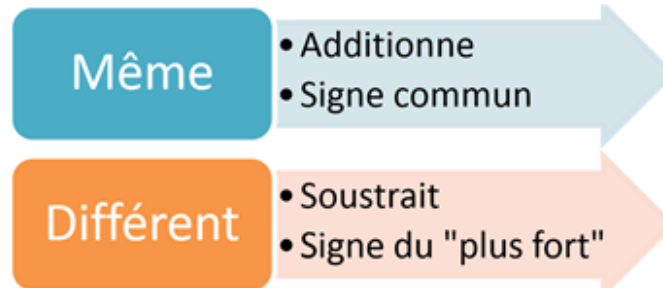 Même
• Additionne
• Signe commun
Différent
• Soustrait
• Signe du "plus fort"